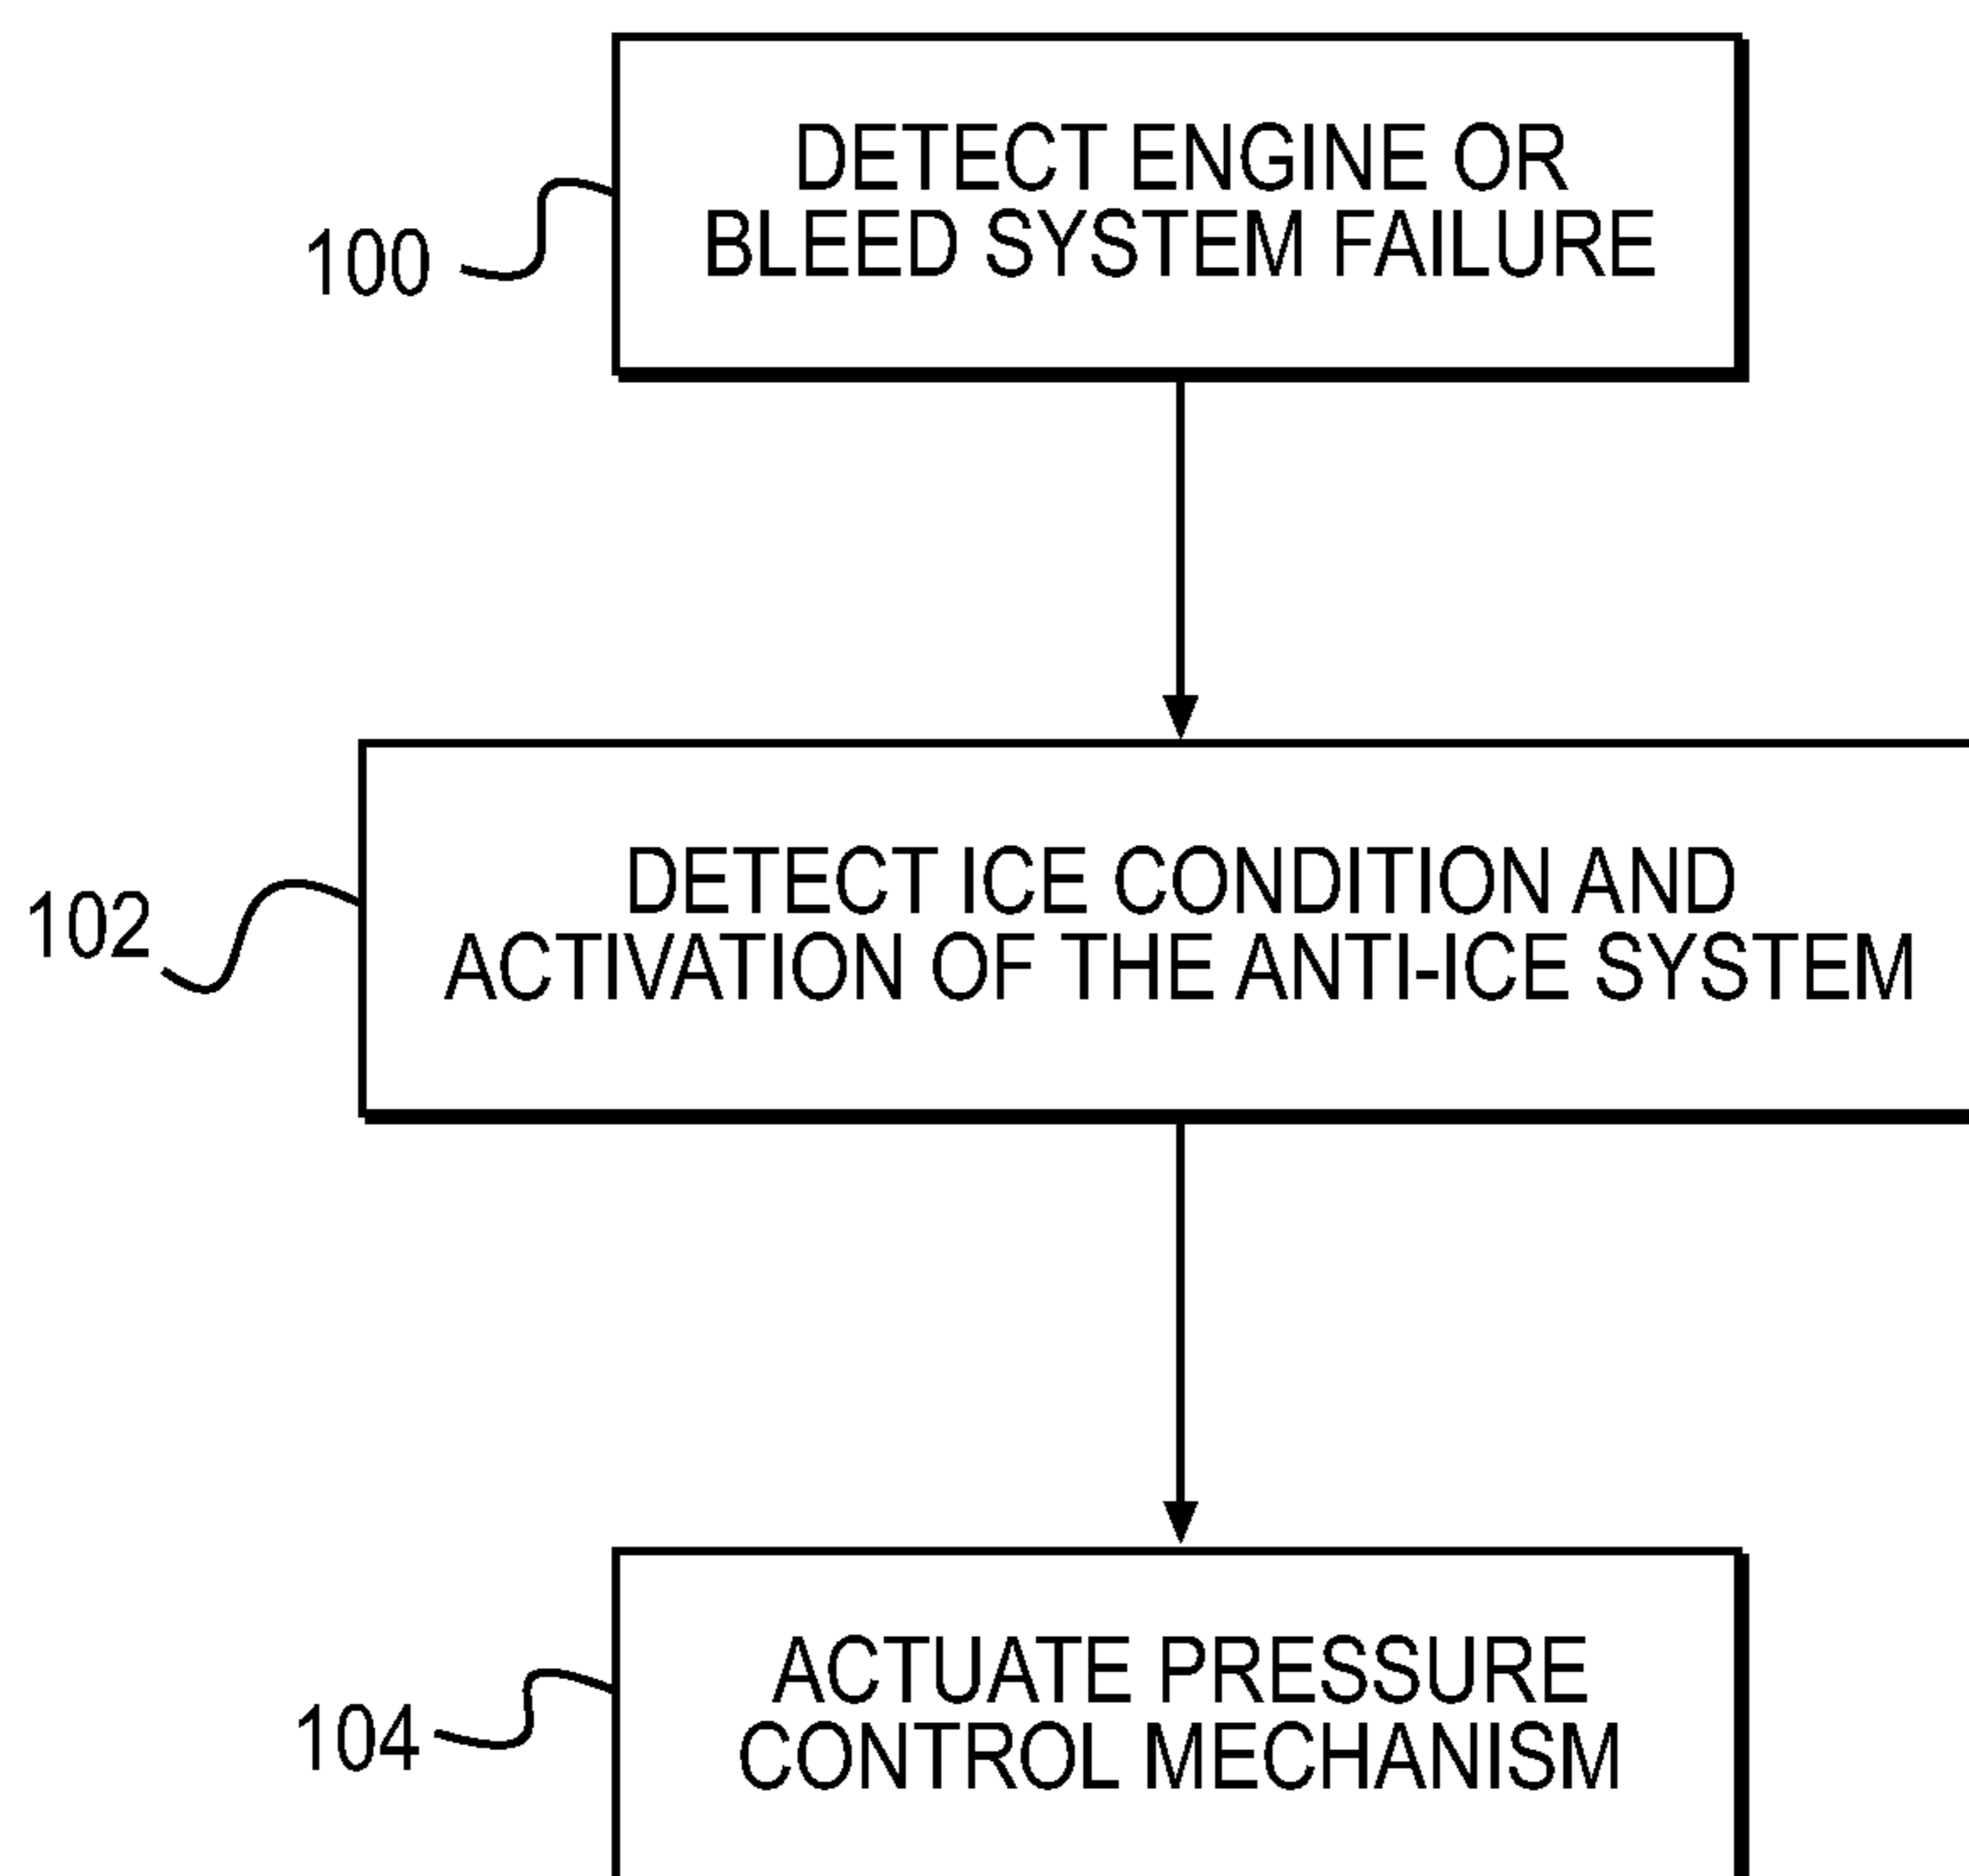 DETECT ENGINE OR
BLEED SYSTEM FAILURE
100
DETECT ICE CONDITION AND
ACTIVATION OF THE ANTI-ICE SYSTEM
102
ACTUATE PRESSURE
CONTROL MECHANISM
104